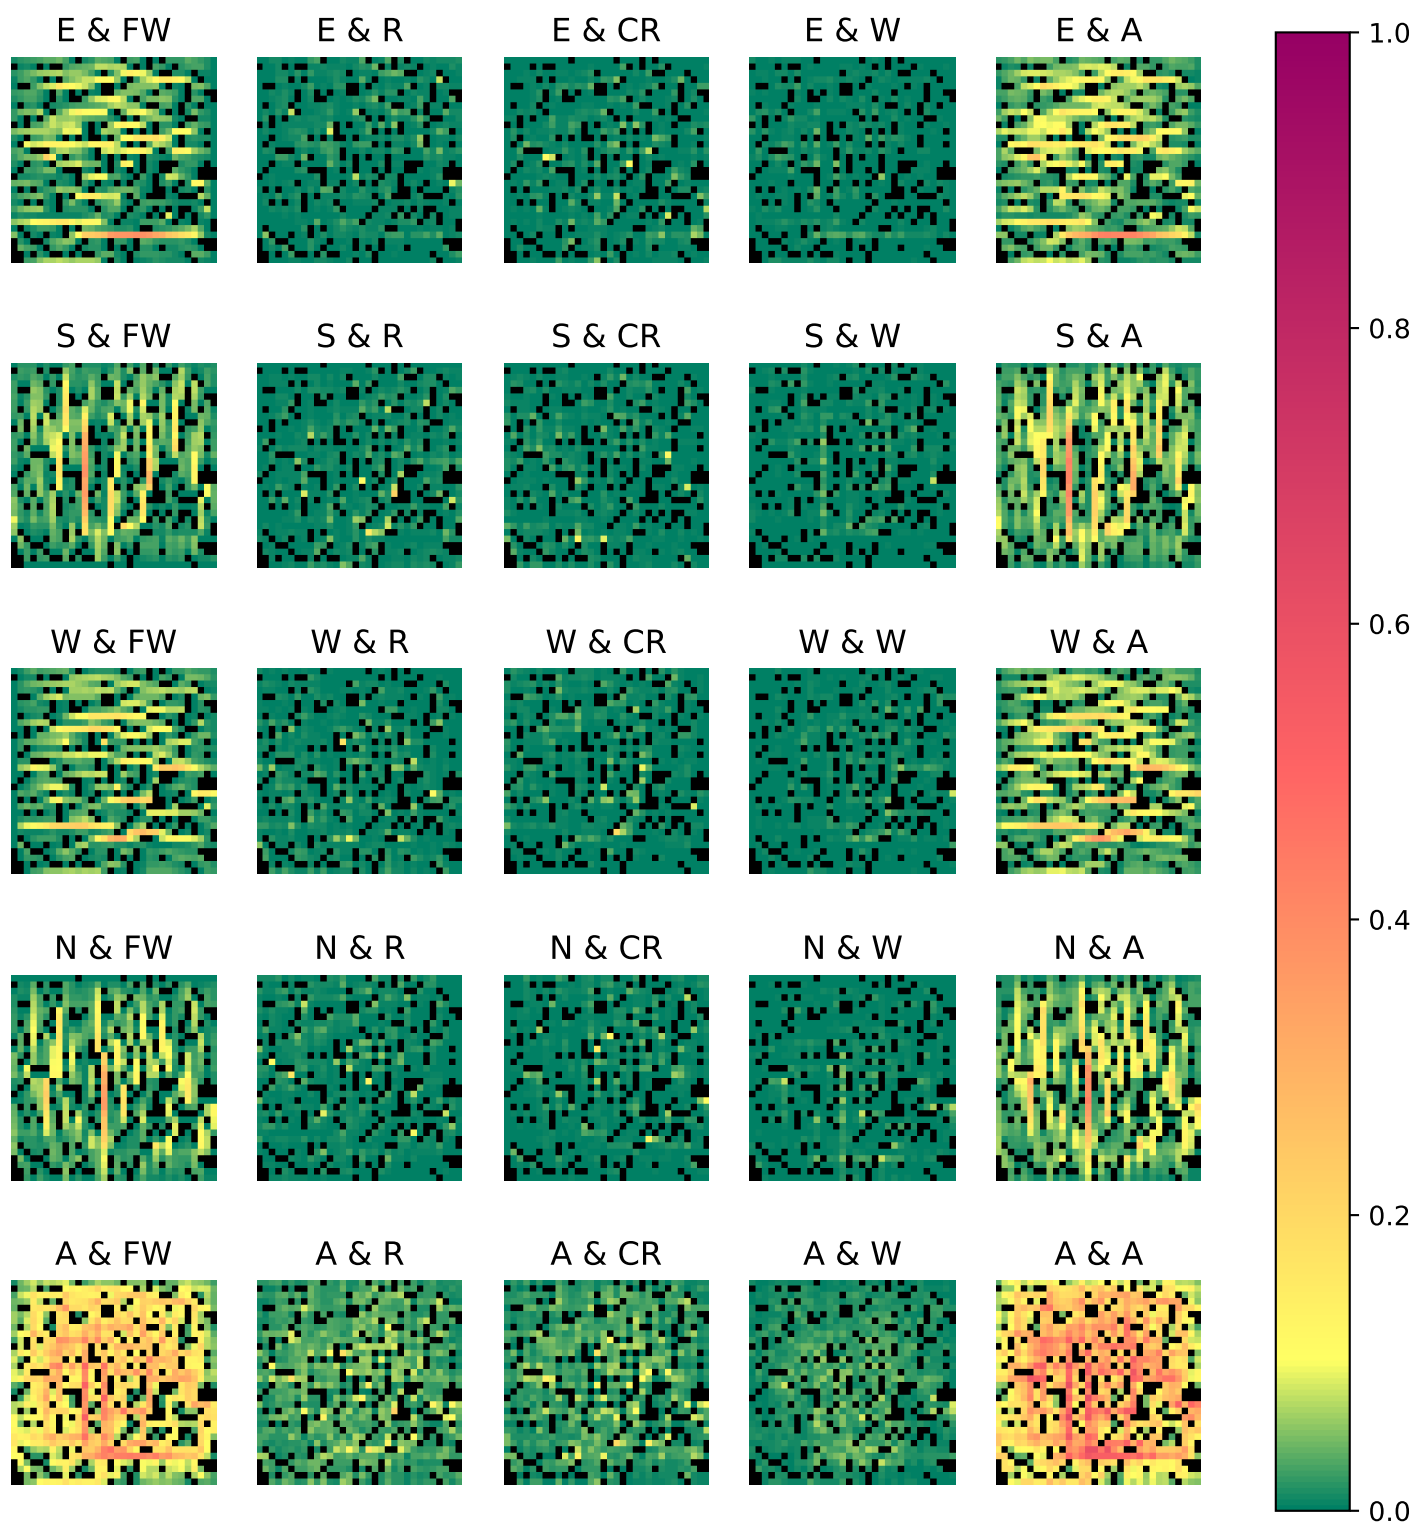 E & FW E & R E & CR E & W E & A
1.0
S & FW S & R S & CR S & W S & A
0.8
W & FW W & R W & CR W & W W & A
0.6
N & FW N & R N & CR N & W N & A
0.4
0.2
A & FW A & R A & CR A & W A & A
0.0